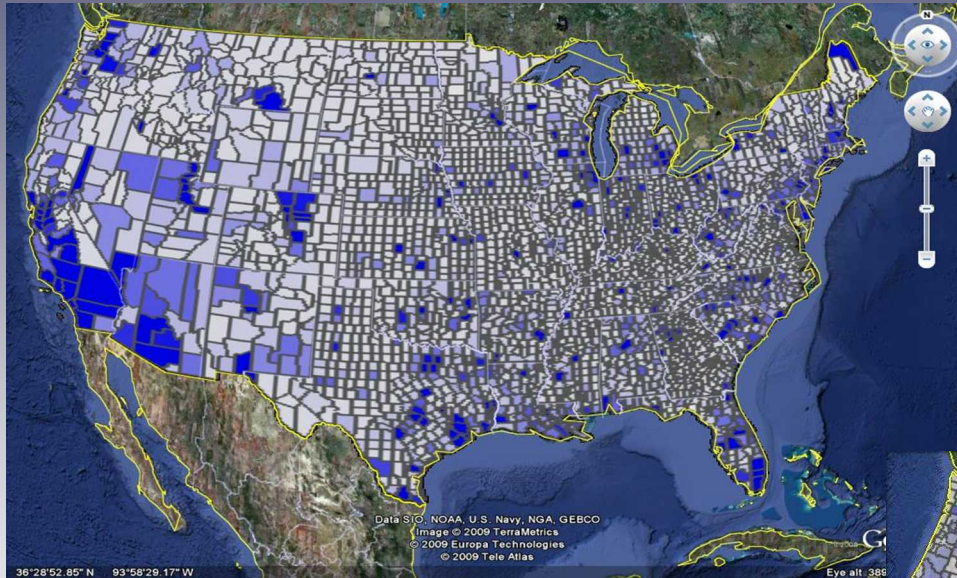 N
Data SIO, NOAA, U.S. Navy, NGA, GEBCO
Image © 2009 TerraMetrics
© 2009 Europa Technologies
© 2009 Tele Atlas
36°28'52.85" N 93°58'29.17" W
Eye alt 389